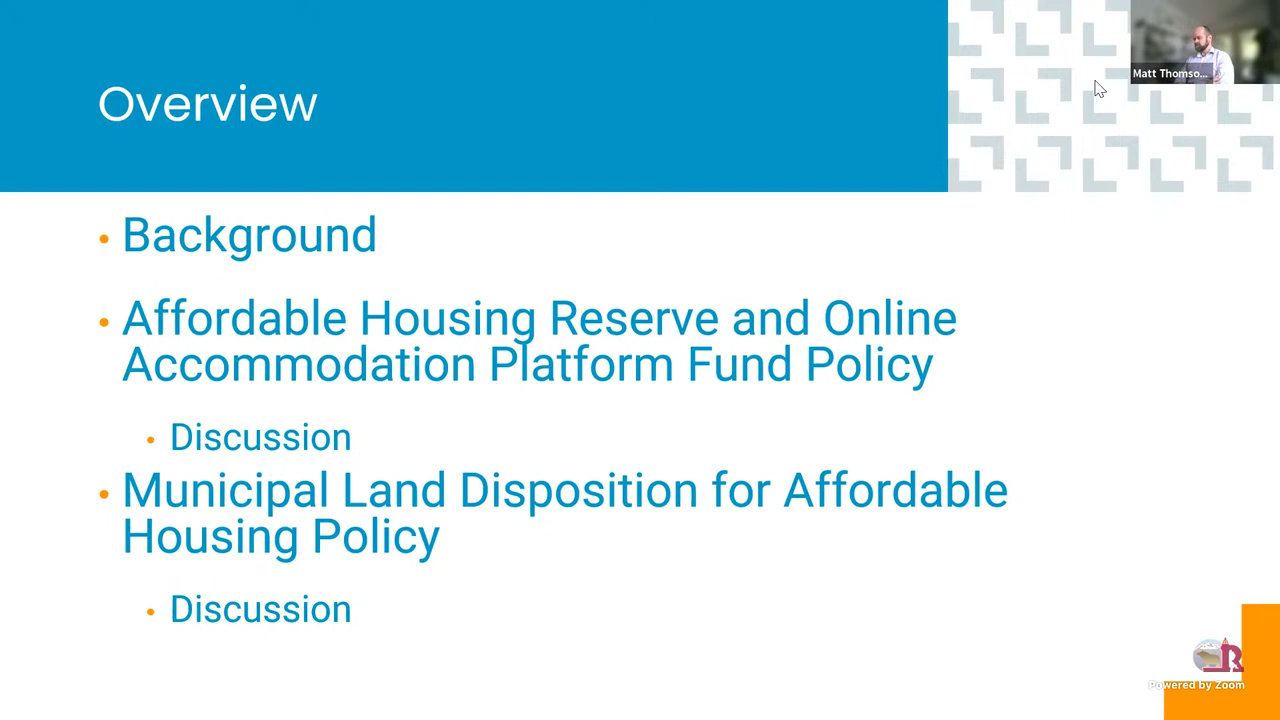 Overview
Matt Thomso...
• Background
• Affordable Housing Reserve and Online
Accommodation Platform Fund Policy
• Discussion
• Municipal Land Disposition for Affordable
Housing Policy
• Discussion
R
Powered by Zoom